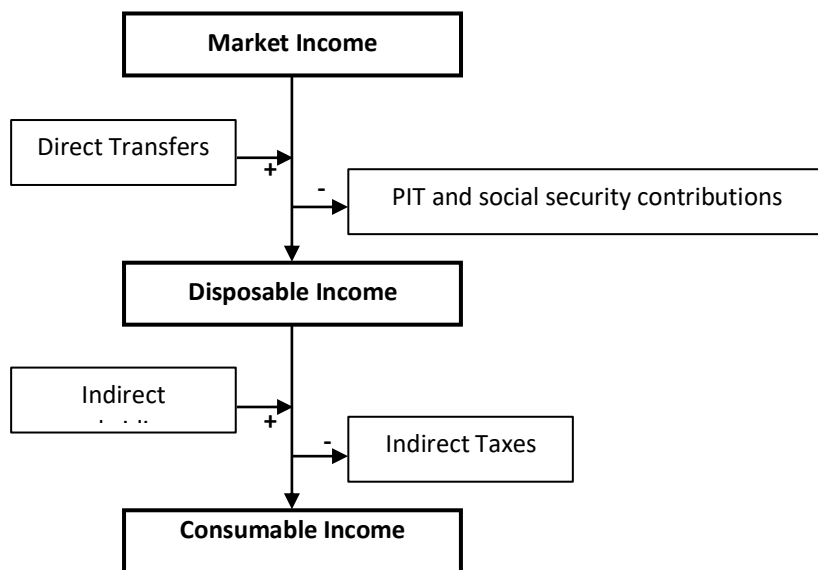 Market Income
Direct Transfers
+
-
PIT and social security contributions
Disposable Income
Indirect
+
-
Indirect Taxes
Consumable Income